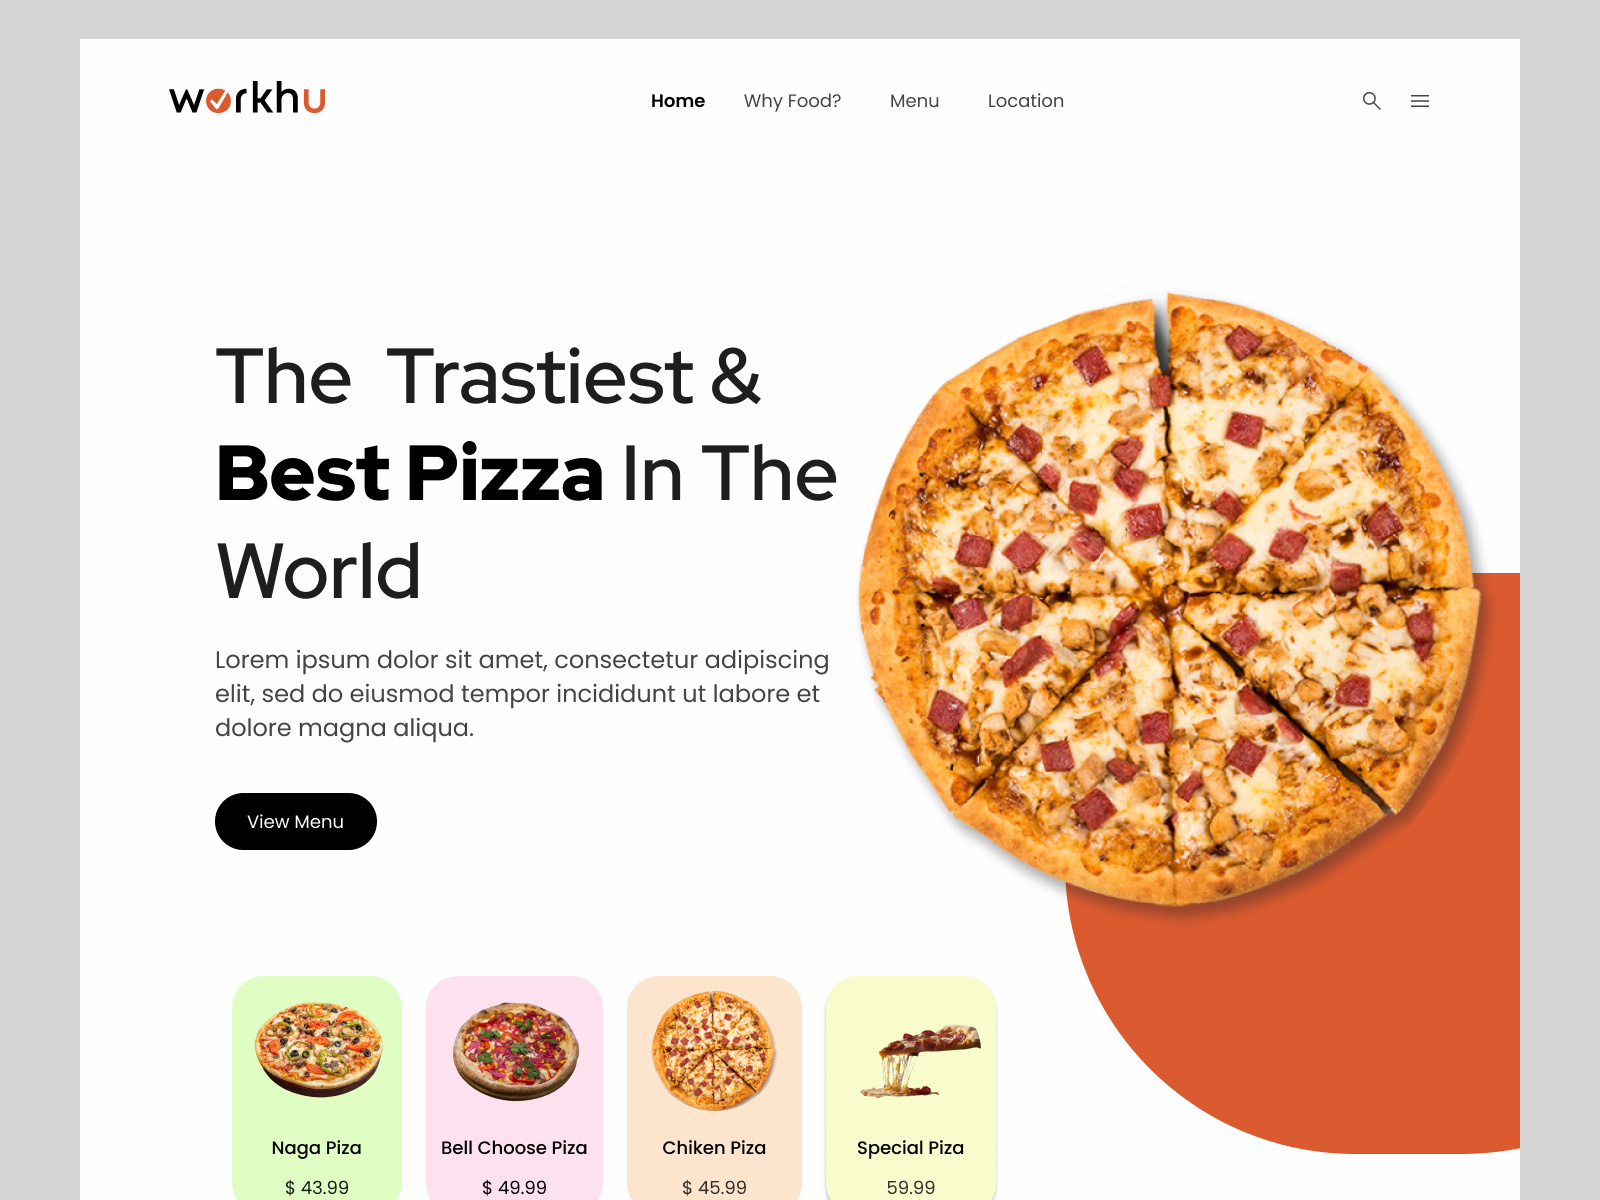 workhu
Home Why Food? Menu Location
The Trastiest &
Best Pizza In The
World
Lorem ipsum dolor sit amet, consectetur adipiscing
elit, sed do eiusmod tempor incididunt ut labore et
dolore magna aliqua.
View Menu
Naga Piza
$ 43.99
Bell Choose Piza
$ 49.99
Chiken Piza
$ 45.99
Special Piza
59.99